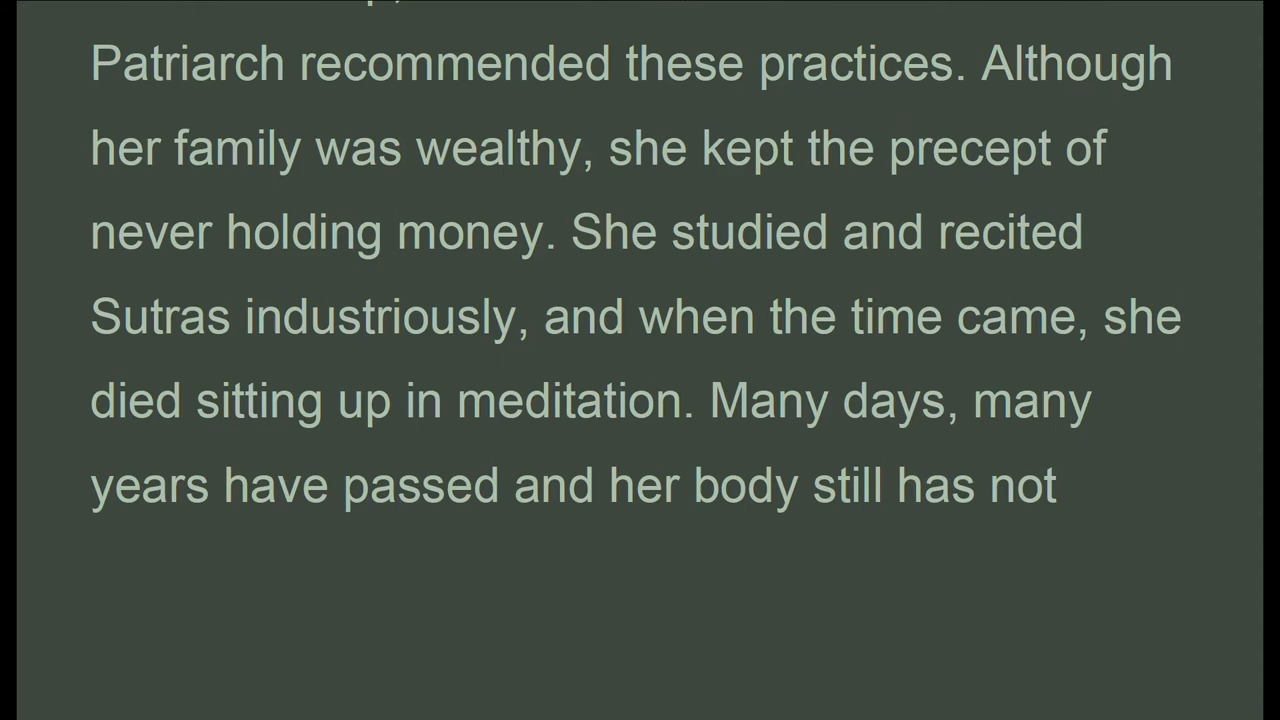 Patriarch recommended these practices. Although
her family was wealthy, she kept the precept of
never holding money. She studied and recited
Sutras industriously, and when the time came, she
died sitting up in meditation. Many days, many
years have passed and her body still has not